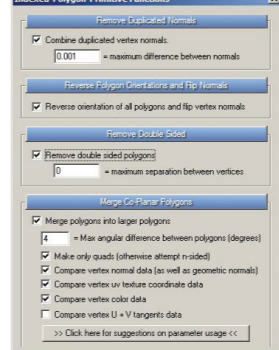 Indexed Polygon Primitive Functions
Remove Duplicated Normals
Combine duplicated vertex normals.
0.001 = maximum difference between normals
Reverse Polygon Orientations and Flip Normals
Reverse orientation of all polygons and flip vertex normals
Remove Double Sided
Remove double sided polygons
0 = maximum separation between vertices
Merge Co-Planar Polygons
Merge polygons into larger polygons
4 = Max angular difference between polygons (degrees)
Make only quads (otherwise attempt n-sided)
Compare vertex normal data (as well as geometric normals)
Compare vertex uv texture coordinate data
Compare vertex color data
Compare vertex U + V tangents data
>> Click here for suggestions on parameter usage <<